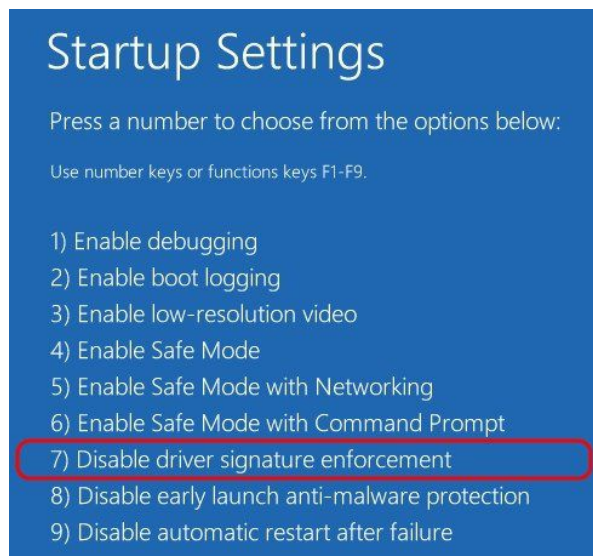 Startup Settings
Press a number to choose from the options below:
Use number keys or functions keys F1-F9.
1) Enable debugging
2) Enable boot logging
3) Enable low-resolution video
4) Enable Safe Mode
5) Enable Safe Mode with Networking
6) Enable Safe Mode with Command Prompt
7) Disable driver signature enforcement
8) Disable early launch anti-malware protection
9) Disable automatic restart after failure